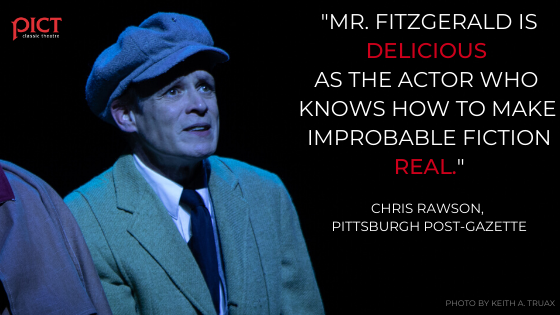 PICT
classic theatre
"MR. FITZGERALD IS
DELICIOUS
AS THE ACTOR WHO
KNOWS HOW TO MAKE
IMPROBABLE FICTION
REAL."
CHRIS RAWSON,
PITTSBURGH POST-GAZETTE
PHOTO BY KEITH A. TRUAX